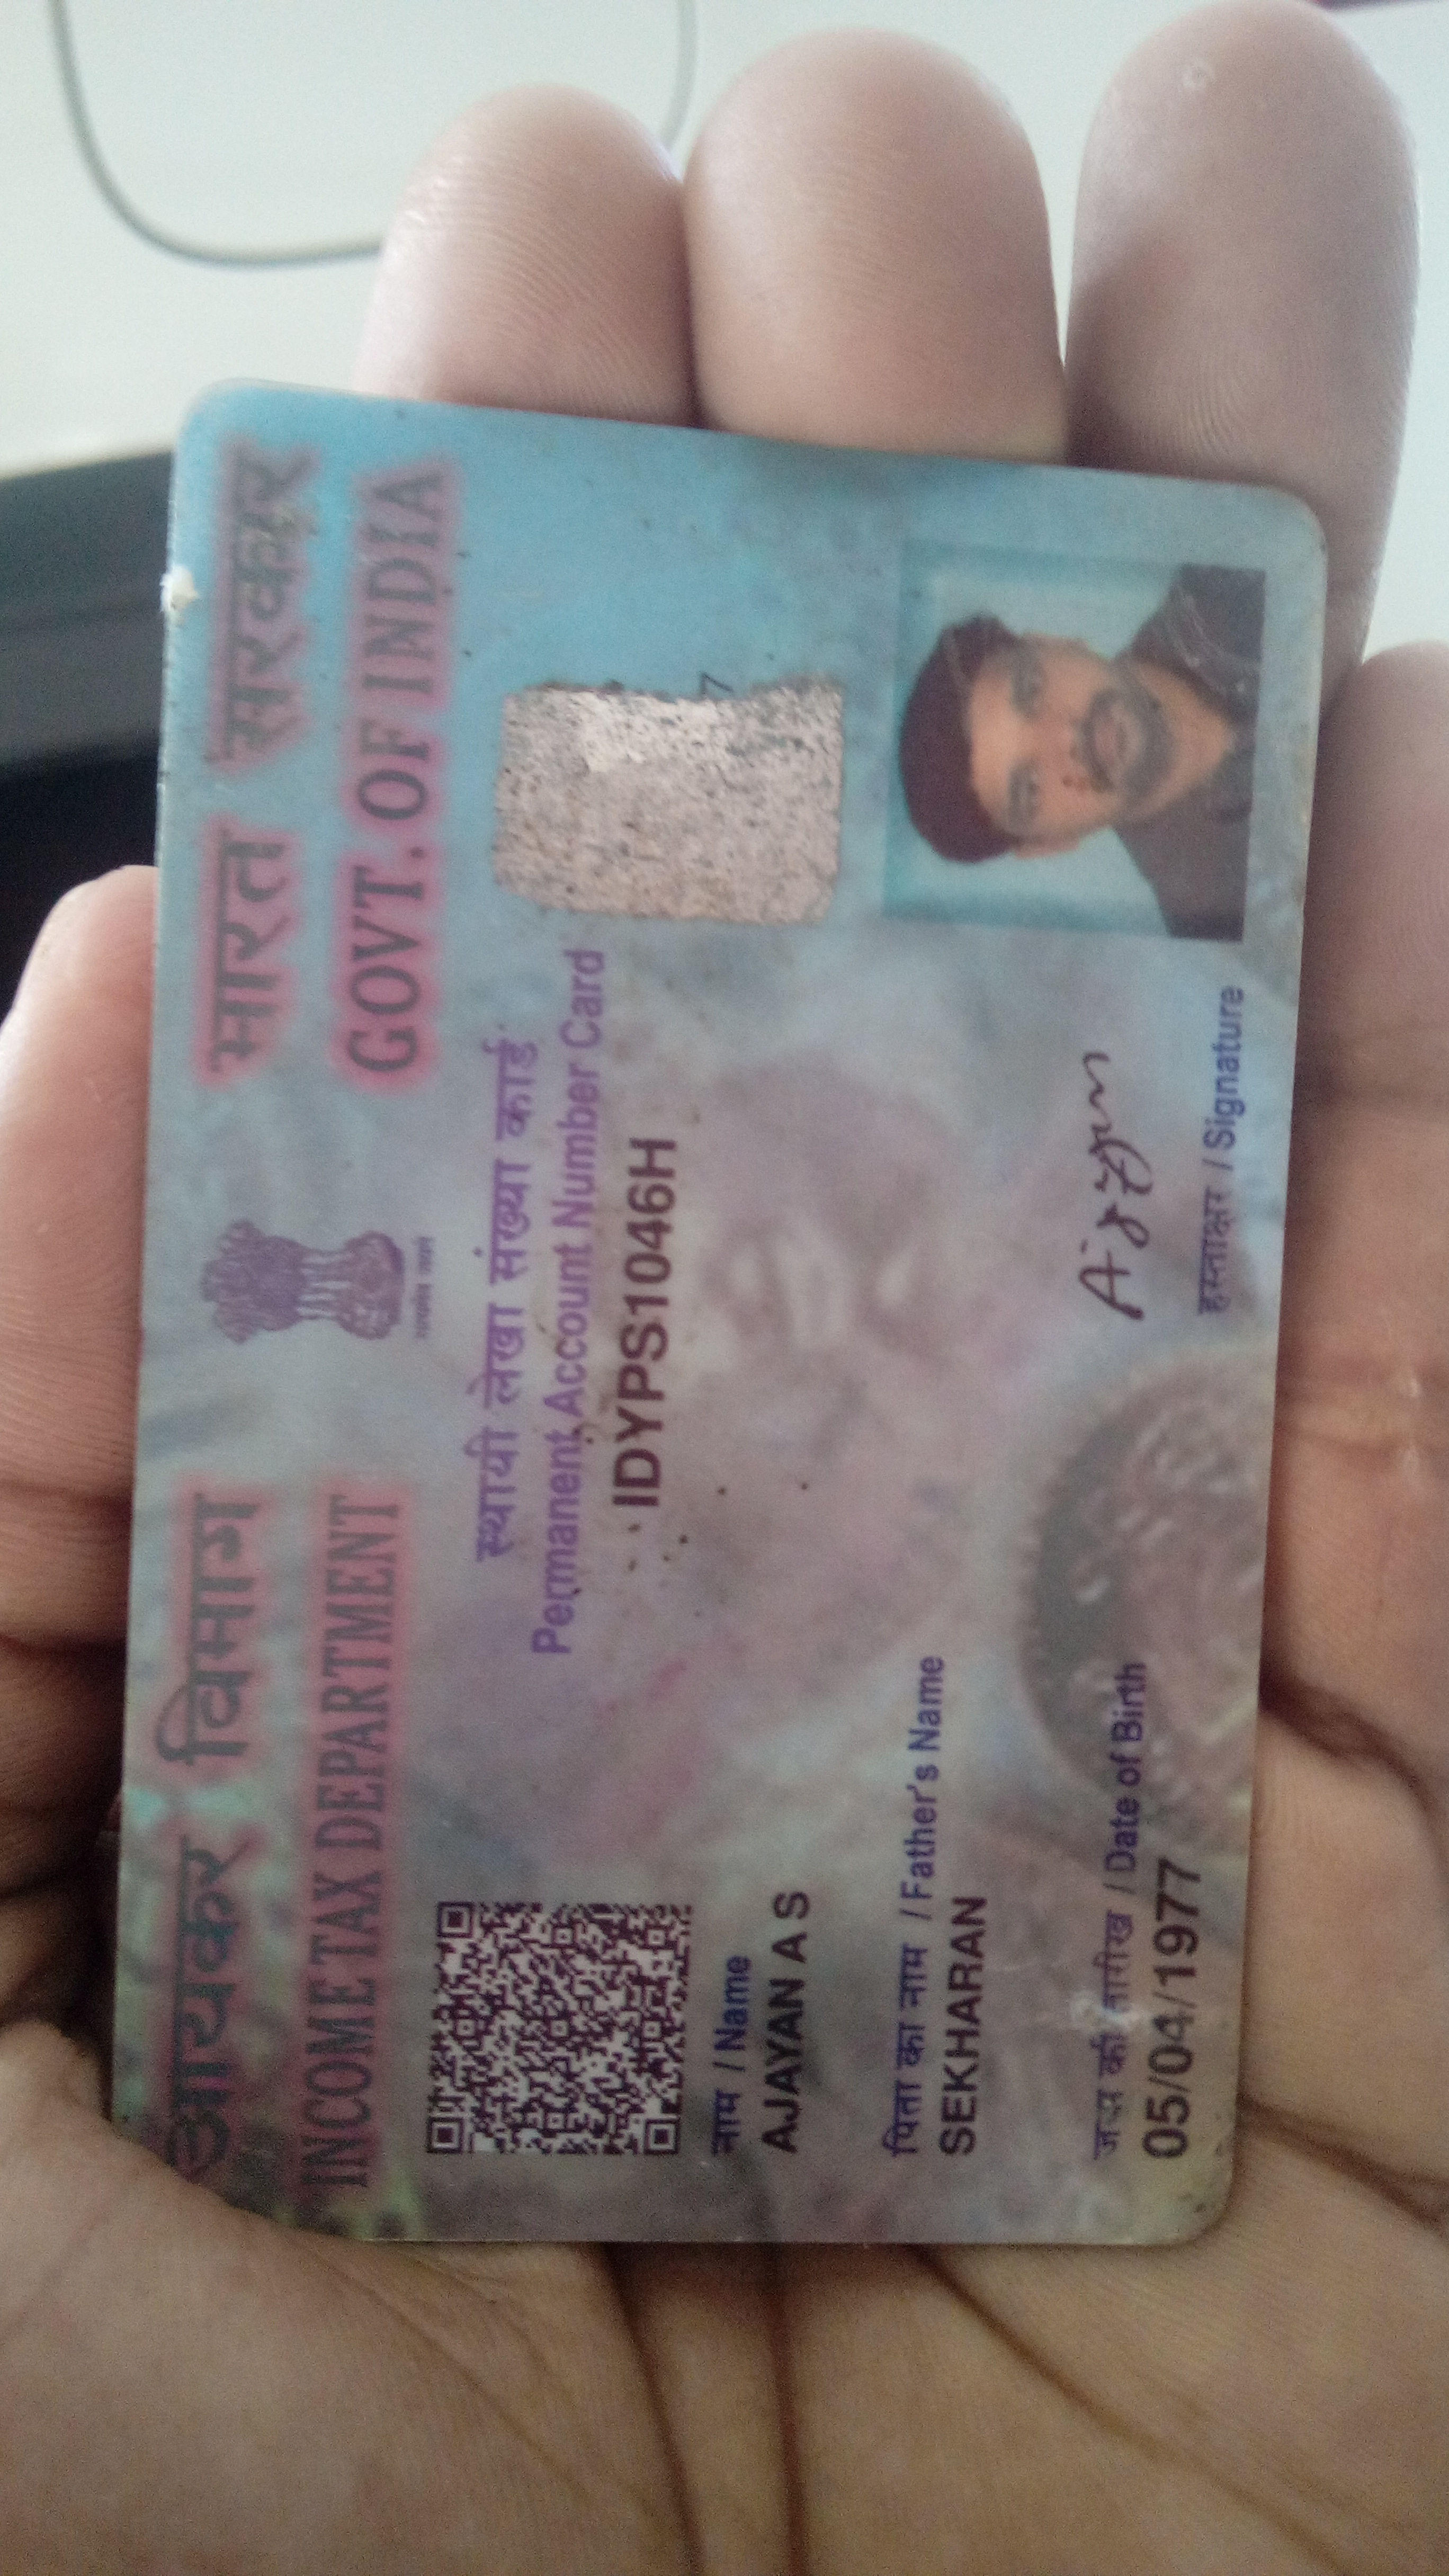 आयकर विभाग
INCOME TAX DEPARTMENT
भारत सरकार
GOVT. OF INDIA
सत्यमेव जयते
स्थायी लेखा संख्या कार्ड
Permanent Account Number Card
IDYPS1046H
नाम / Name
AJAYAN A S
पिता का नाम / Father's Name
SEKHARAN
जन्म की तारीख / Date of Birth
05/04/1977
हस्ताक्षर / Signature